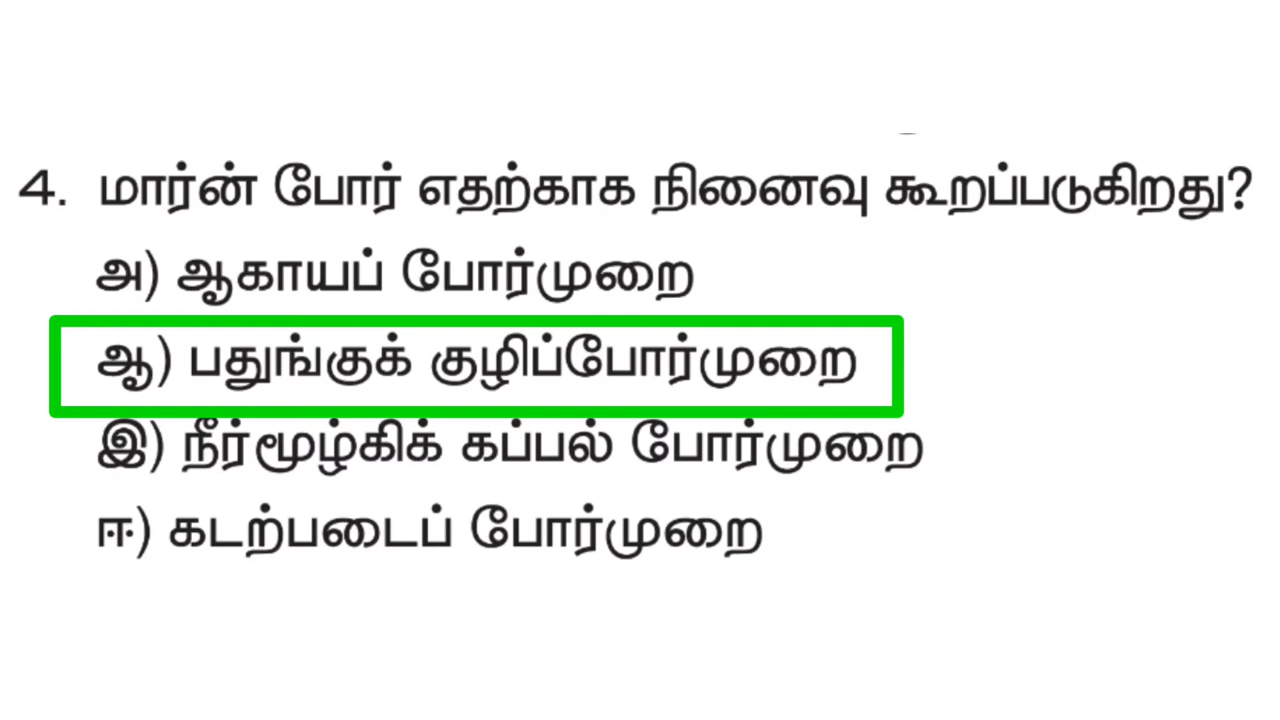 4. மார்ன் போர் எதற்காக நினைவு கூறப்படுகிறது?
அ) ஆகாயப் போர்முறை
ஆ) பதுங்குக் குழிப்போர்முறை
இ) நீர்மூழ்கிக் கப்பல் போர்முறை
ஈ) கடற்படைப் போர்முறை